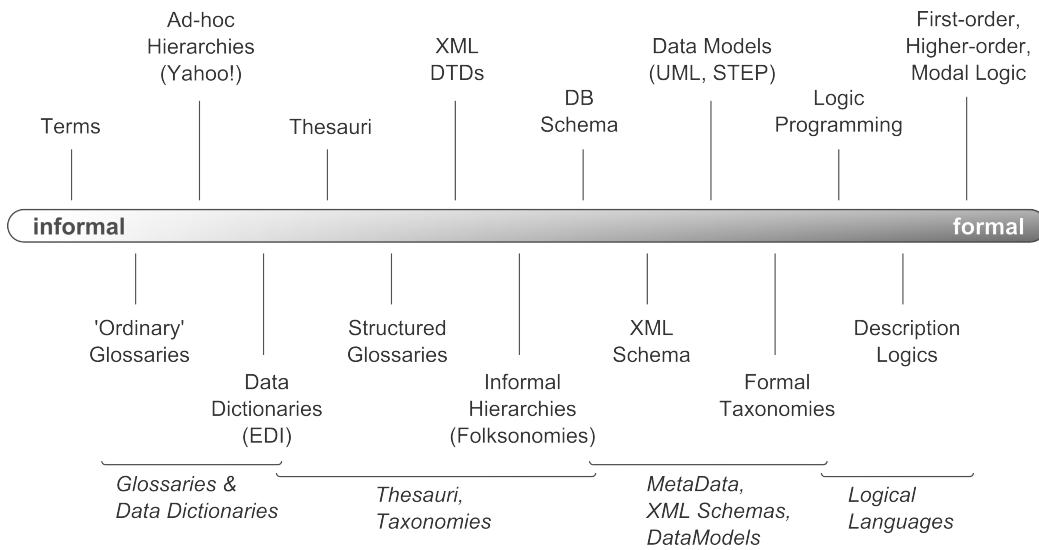 Ad-hoc
Hierarchies
(Yahoo!)
XML
DTDs
Data Models
(UML, STEP)
First-order,
Higher-order,
Modal Logic
Terms
Thesauri
DB
Schema
Logic
Programming
informal
formal
'Ordinary'
Glossaries
Structured
Glossaries
XML
Schema
Description
Logics
Data
Dictionaries
(EDI)
Informal
Hierarchies
(Folksonomies)
Formal
Taxonomies
Glossaries &
Data Dictionaries
Thesauri,
Taxonomies
MetaData,
XML Schemas,
DataModels
Logical
Languages